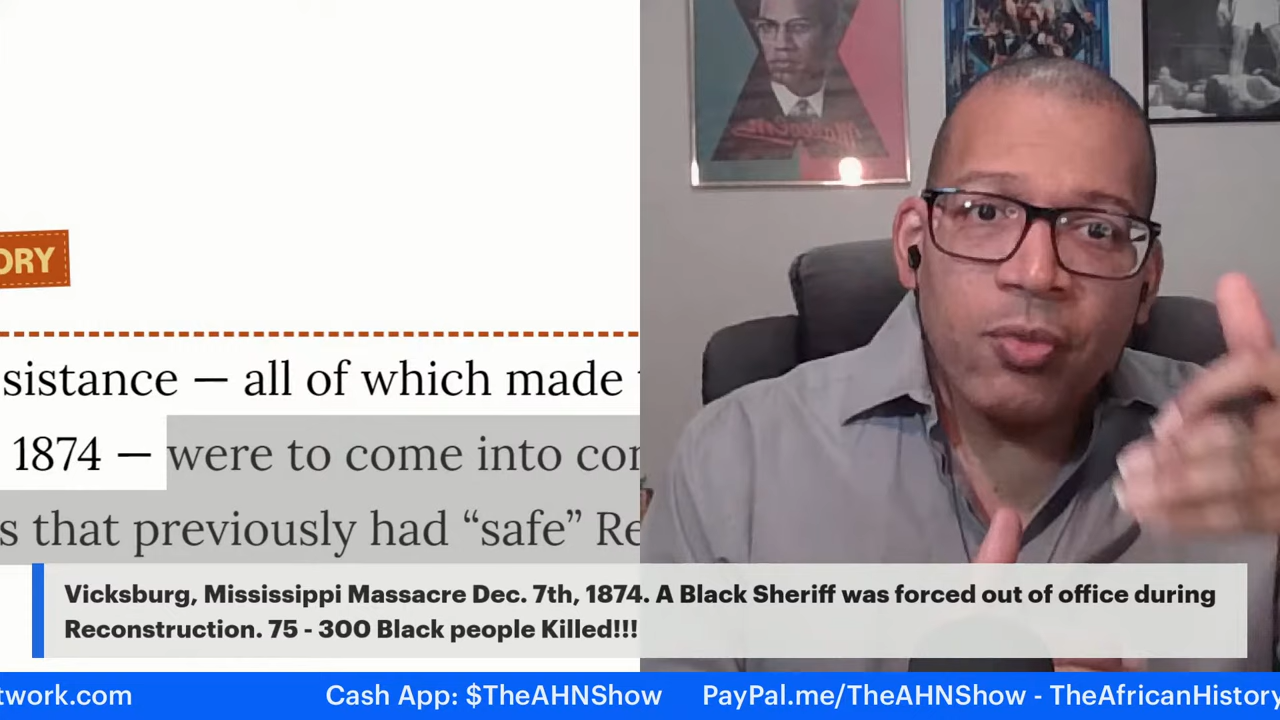 ORY
sistance — all of which made
1874 — were to come into cor
s that previously had “safe” Re
Vicksburg, Mississippi Massacre Dec. 7th, 1874. A Black Sheriff was forced out of office during
Reconstruction. 75 - 300 Black people Killed!!!
twork.com Cash App: $TheAHNShow PayPal.me/TheAHNShow - TheAfricanHistory